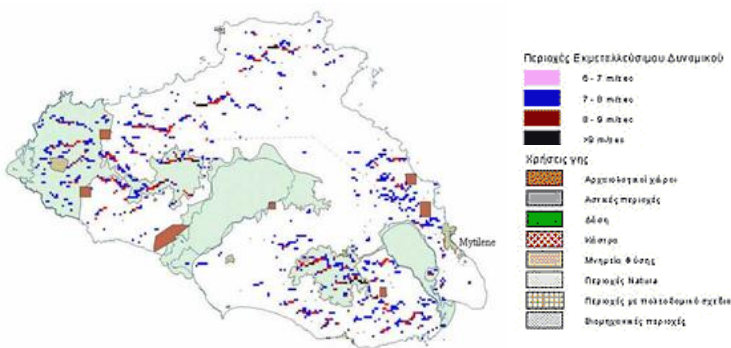 Mytilene
Περιοχές Εκμεταλλεύσιμου Δυναμικού
6 - 7 m/sec
7 - 8 m/sec
8 - 9 m/sec
>9 m/sec
Χρήσεις γης
Αρχαιολογικοί χώροι
Αστικές περιοχές
Δάση
Κάστρα
Μνημεία Φύσης
Περιοχές Natura
Περιοχές με πολεοδομικό σχέδιο
Βιομηχανικές περιοχές